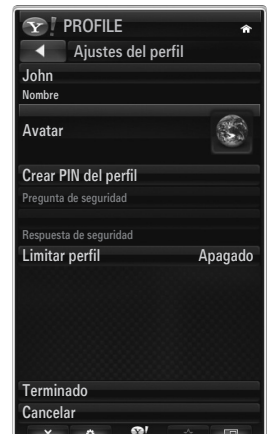 Y! PROFILE
Ajustes del perfil
John
Nombre
Avatar
Crear PIN del perfil
Pregunta de seguridad
Respuesta de seguridad
Limitar perfil Apagado
Terminado
Cancelar
Y!